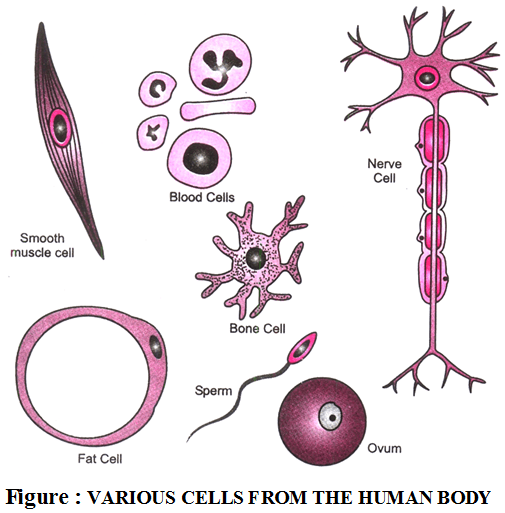 Blood Cells
Nerve
Cell
Smooth
muscle cell
Bone Cell
Sperm
Ovum
Fat Cell
Figure : VARIOUS CELLS FROM THE HUMAN BODY